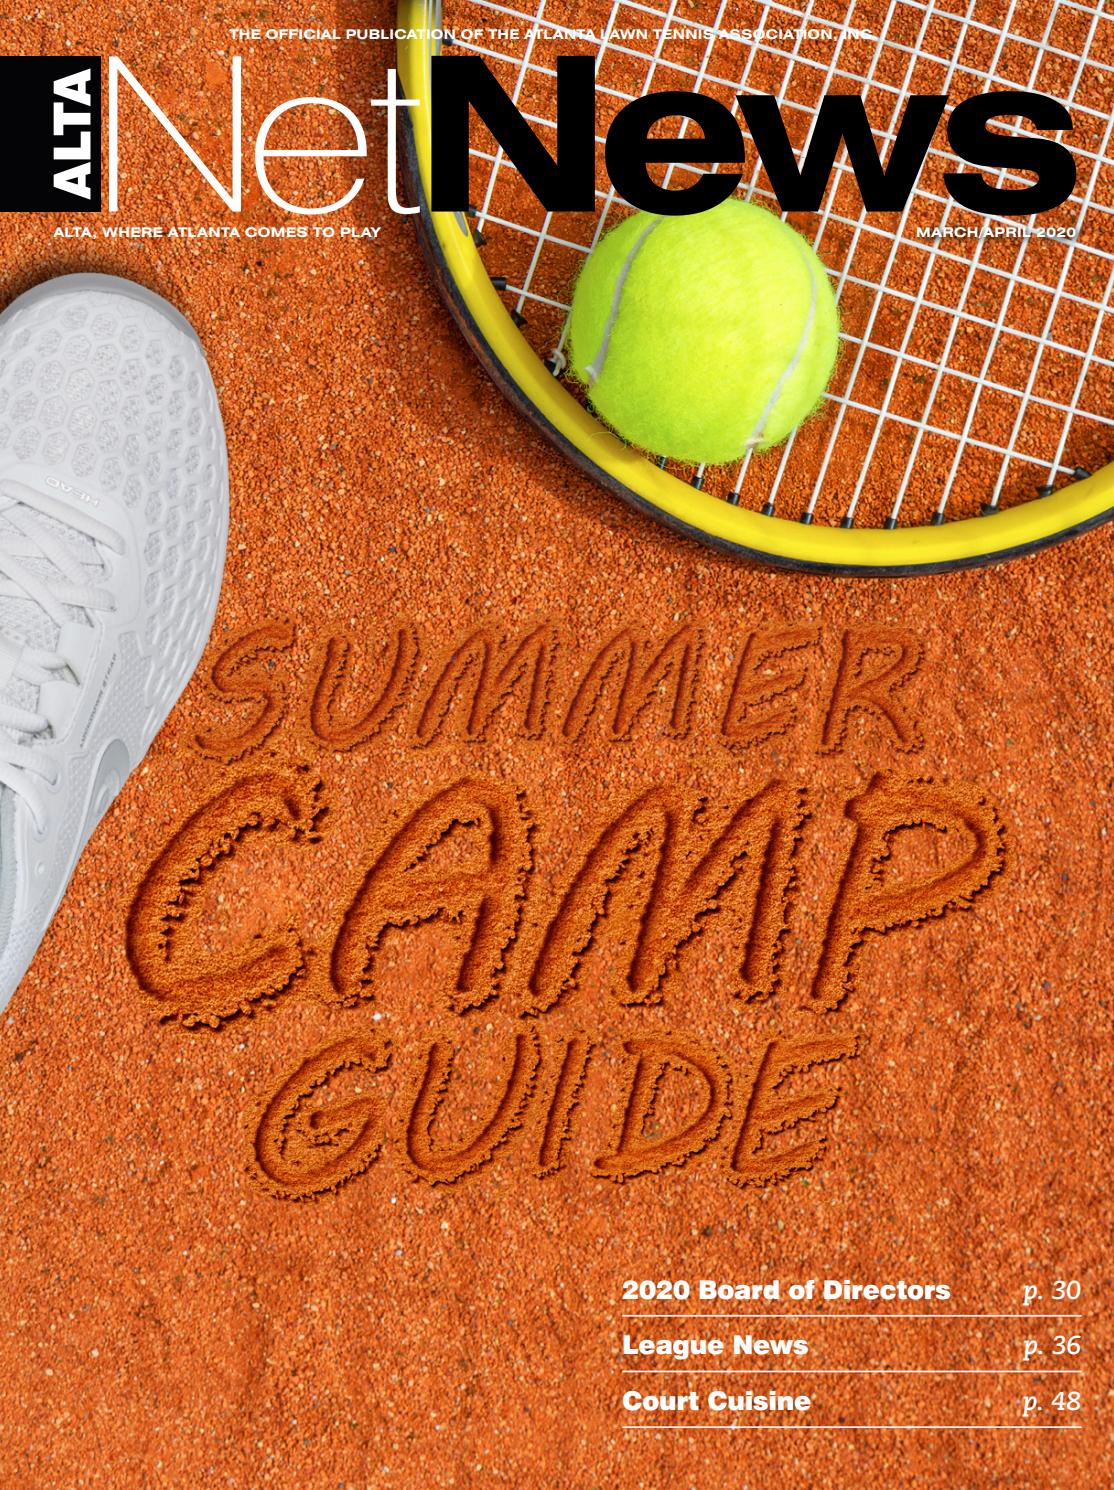 THE OFFICIAL PUBLICATION OF THE ATLANTA LAWN TENNIS ASSOCIATION, INC.
ALTA NetNews
ALTA, WHERE ATLANTA COMES TO PLAY
MARCH/APRIL 2020
HEAD
SUMMER
CAMP
GUIDE
2020 Board of Directors p. 30
League News p. 36
Court Cuisine p. 48